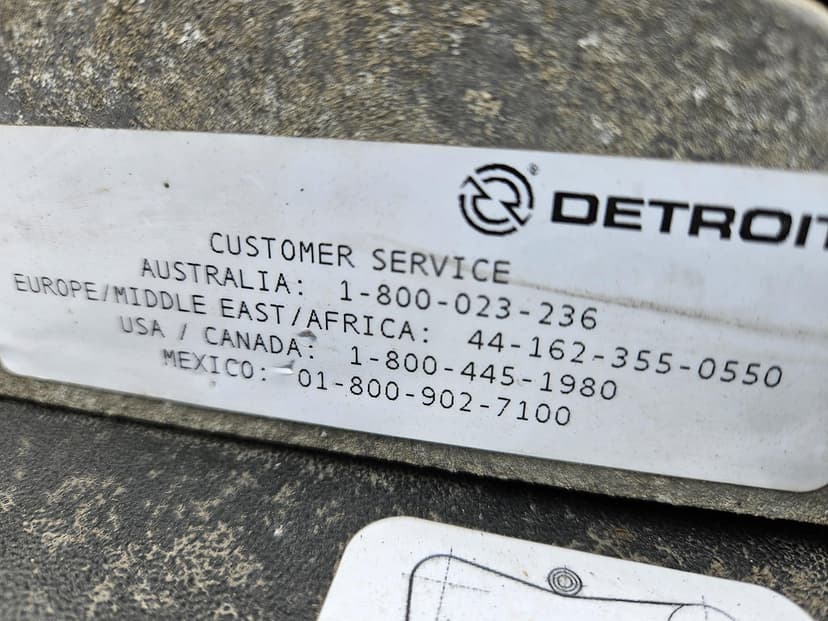 DETROIT
CUSTOMER SERVICE
AUSTRALIA: 1-800-023-236
EUROPE/MIDDLE EAST/AFRICA: 44-162-355-0550
USA / CANADA: 1-800-445-1980
MEXICO: 01-800-902-7100